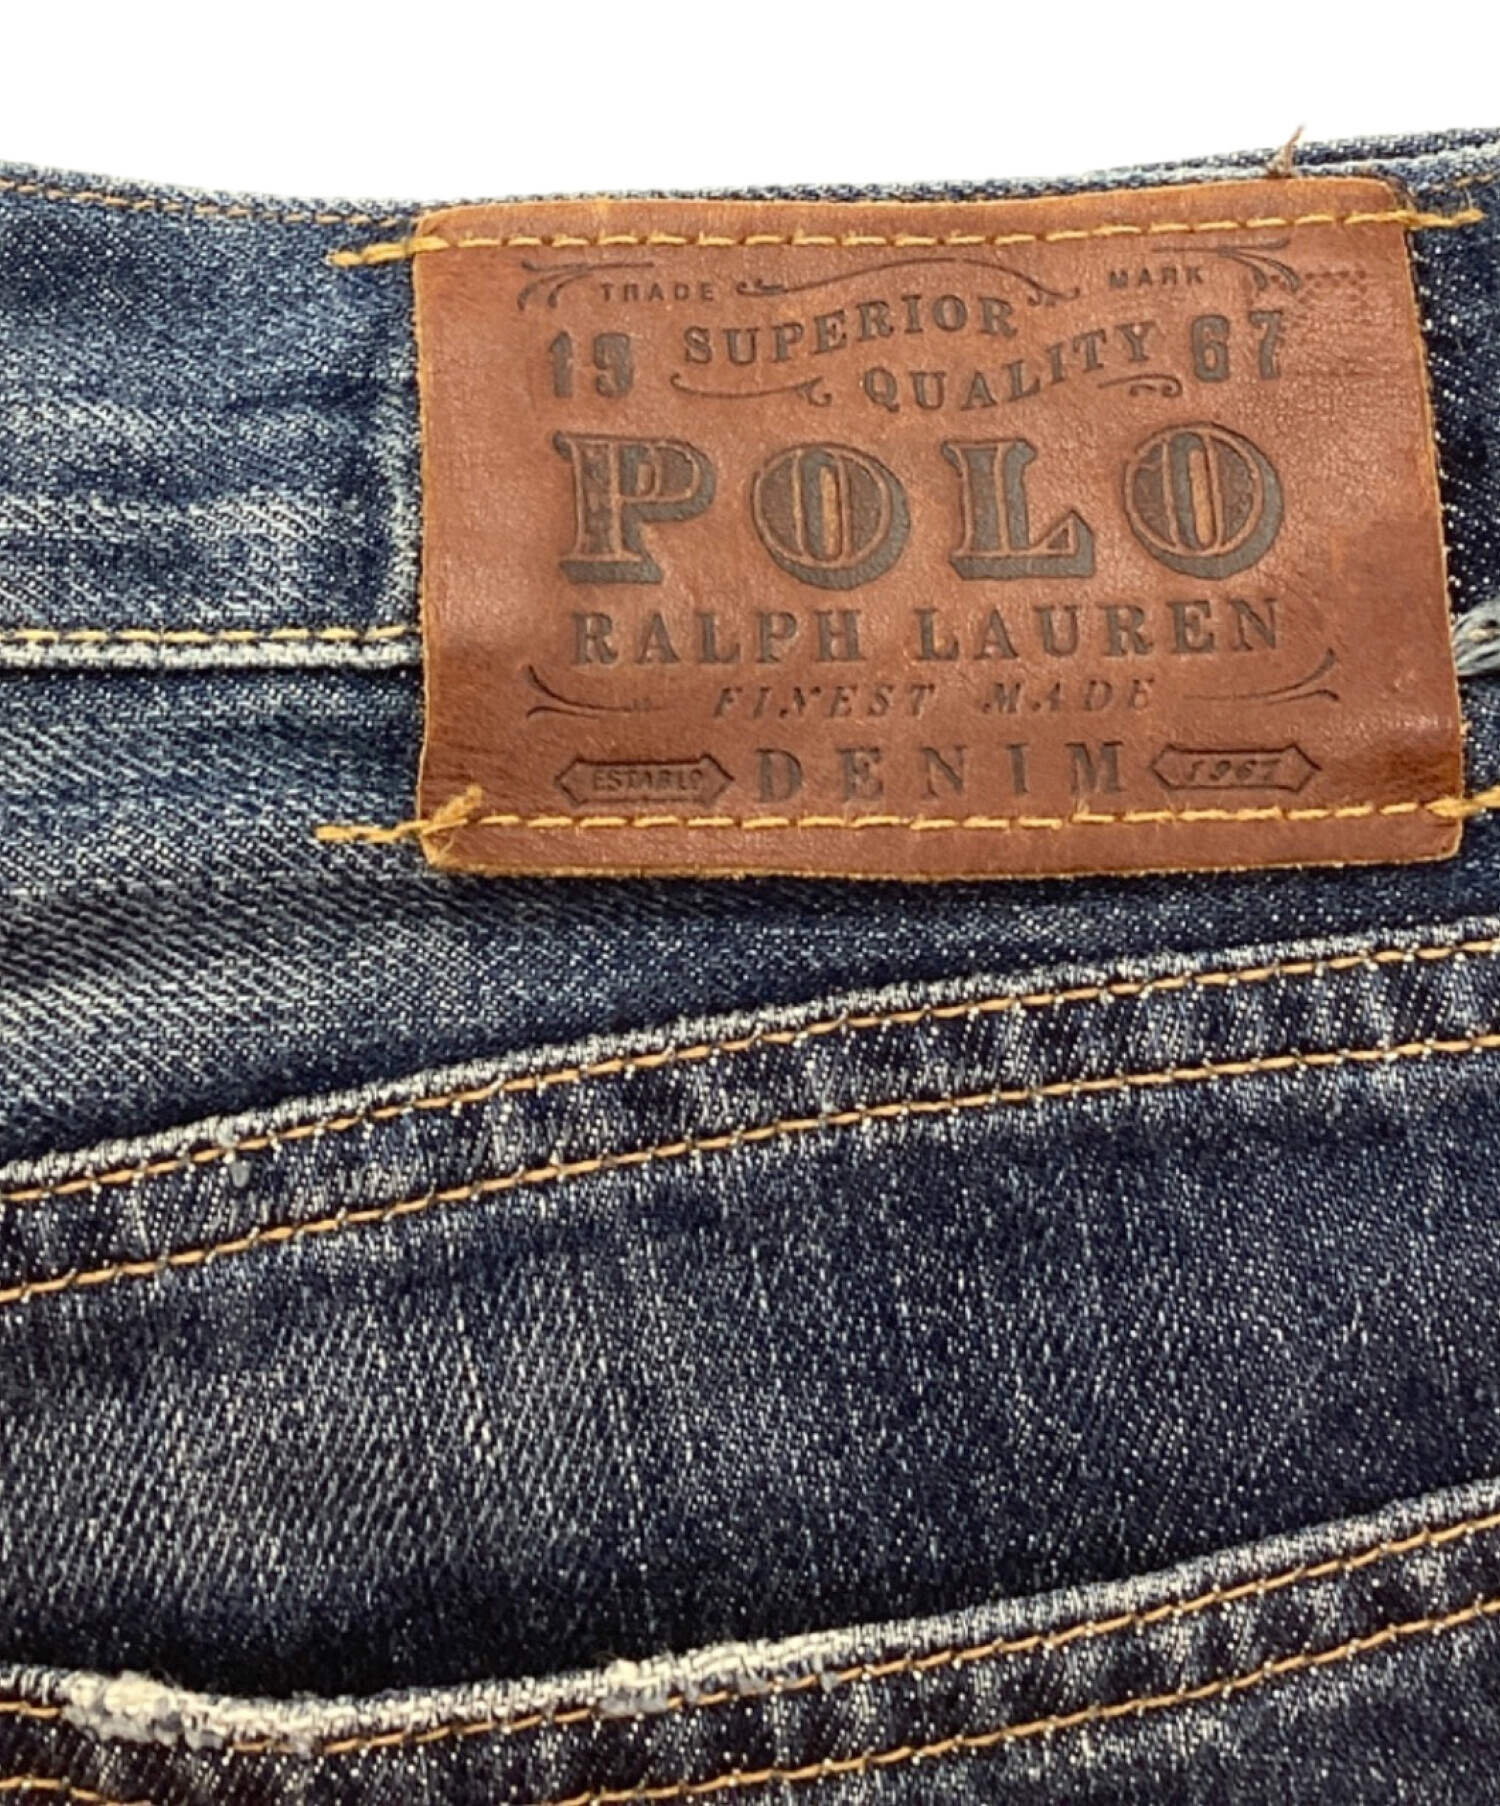 TRADE MARK
19 SUPERIOR QUALITY 67
POLO
RALPH LAUREN
FINEST MADE
ESTABLD DENIM 1967